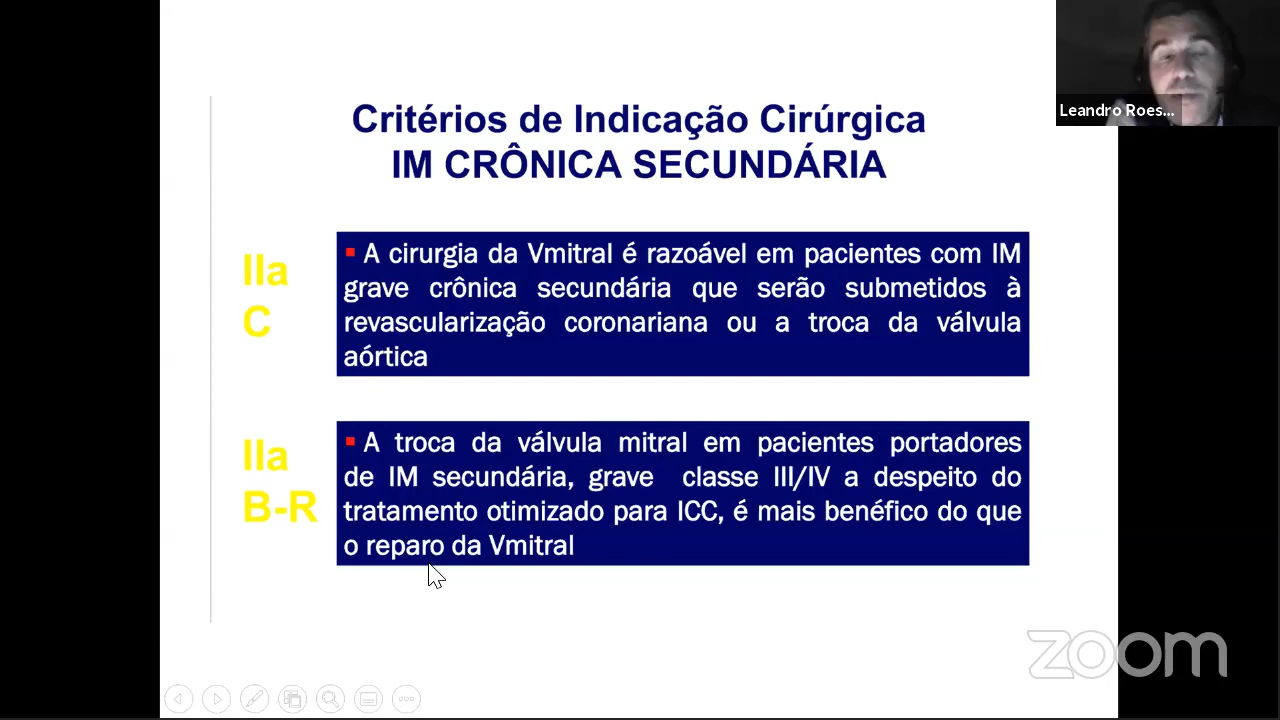 Critérios de Indicação Cirúrgica
IM CRÔNICA SECUNDÁRIA
Leandro Roes...
IIa
C
▪ A cirurgia da Vmitral é razoável em pacientes com IM
grave crônica secundária que serão submetidos à
revascularização coronariana ou a troca da válvula
aórtica
IIa
B-R
▪ A troca da válvula mitral em pacientes portadores
de IM secundária, grave classe III/IV a despeito do
tratamento otimizado para ICC, é mais benéfico do que
o reparo da Vmitral
zoom